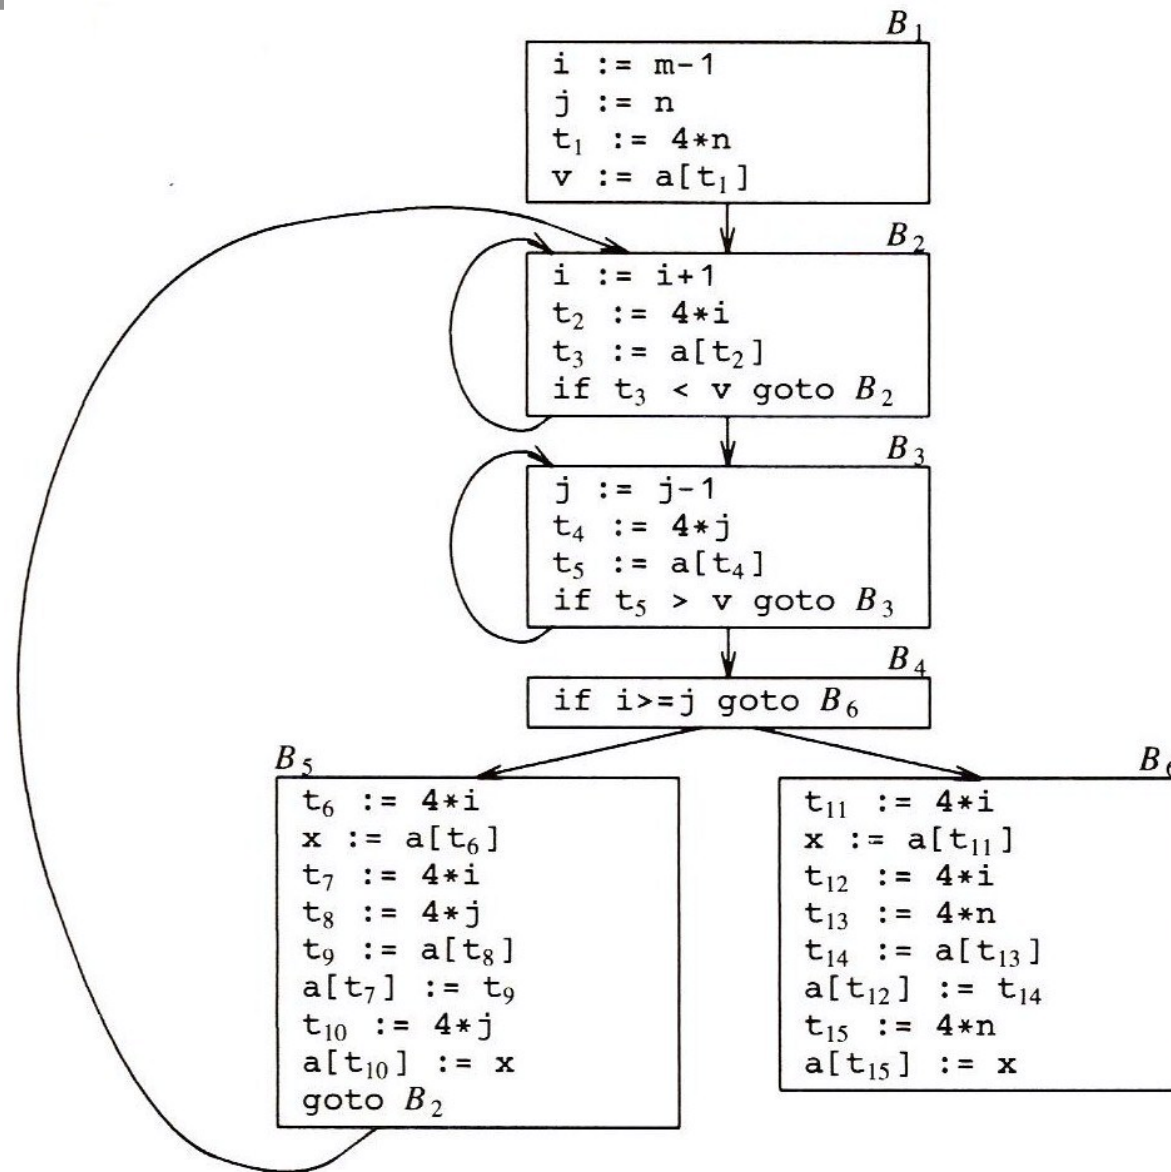 B₁
i := m-1
j := n
t₁ := 4*n
v := a[t₁]
B₂
i := i+1
t₂ := 4*i
t₃ := a[t₂]
if t₃ < v goto B₂
B₃
j := j-1
t₄ := 4*j
t₅ := a[t₄]
if t₅ > v goto B₃
B₄
if i>=j goto B₆
B₅
t₆ := 4*i
x := a[t₆]
t₇ := 4*i
t₈ := 4*j
t₉ := a[t₈]
a[t₇] := t₉
t₁₀ := 4*j
a[t₁₀] := x
goto B₂
B₆
t₁₁ := 4*i
x := a[t₁₁]
t₁₂ := 4*i
t₁₃ := 4*n
t₁₄ := a[t₁₃]
a[t₁₂] := t₁₄
t₁₅ := 4*n
a[t₁₅] := x